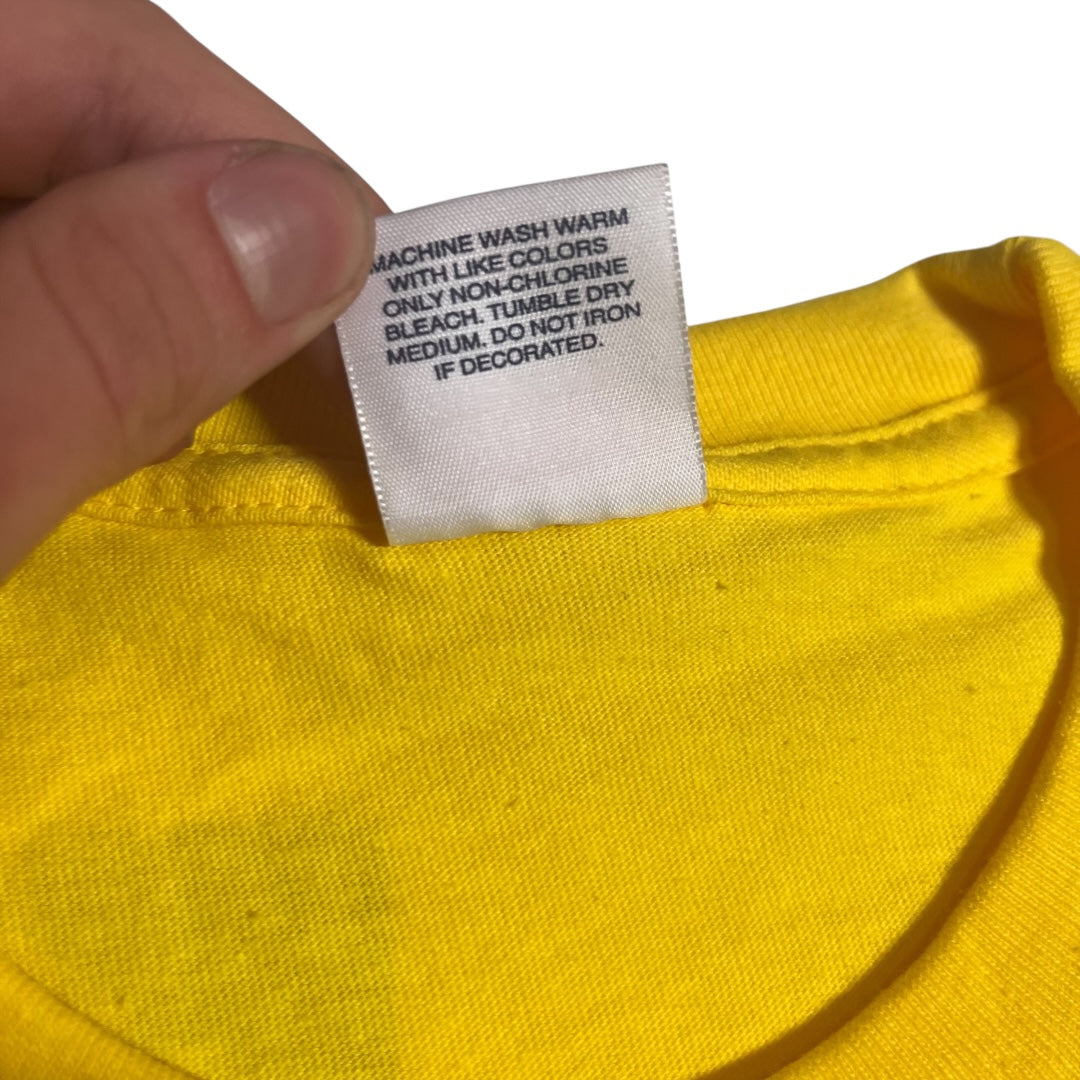 MACHINE WASH WARM
WITH LIKE COLORS
ONLY NON-CHLORINE
BLEACH. TUMBLE DRY
MEDIUM. DO NOT IRON
IF DECORATED.